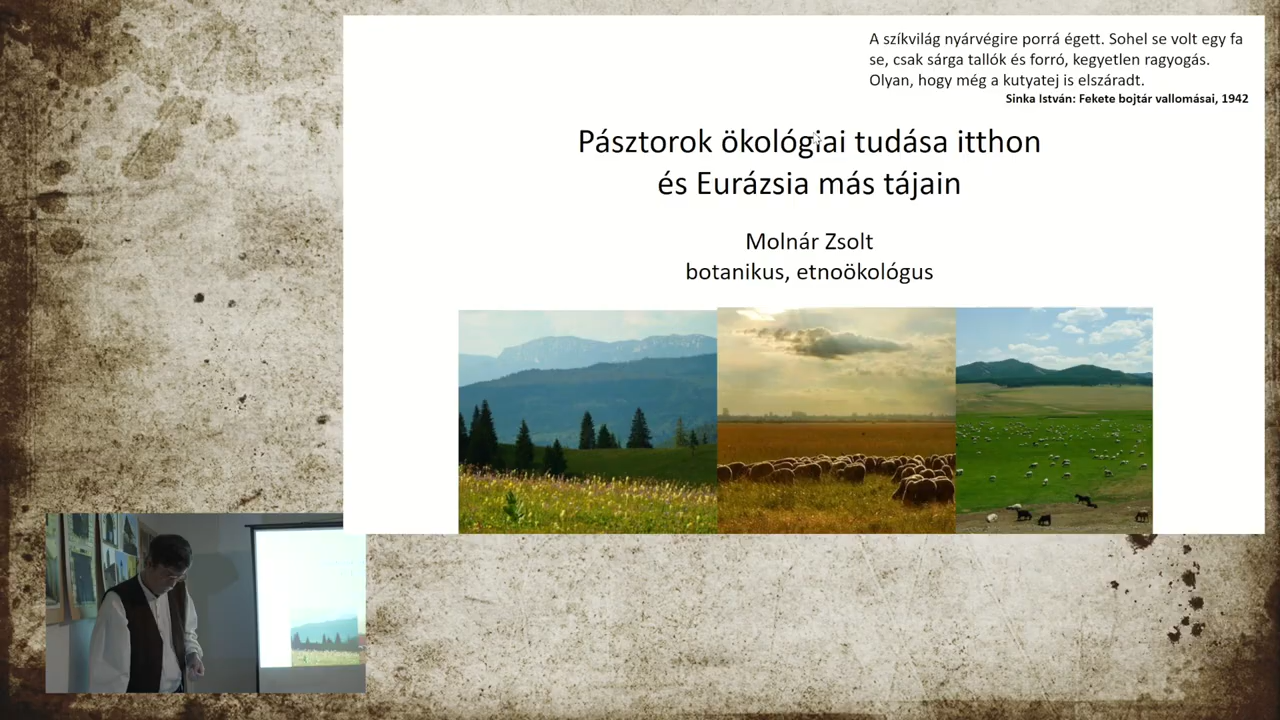 A szíkvilág nyárvégire porrá égett. Sohel se volt egy fa
se, csak sárga tallók és forró, kegyetlen ragyogás.
Olyan, hogy még a kutyatej is elszáradt.
Sinka István: Fekete bojtár vallomásai, 1942
Pásztorok ökológiai tudása itthon
és Eurázsia más tájain
Molnár Zsolt
botanikus, etnoökológus